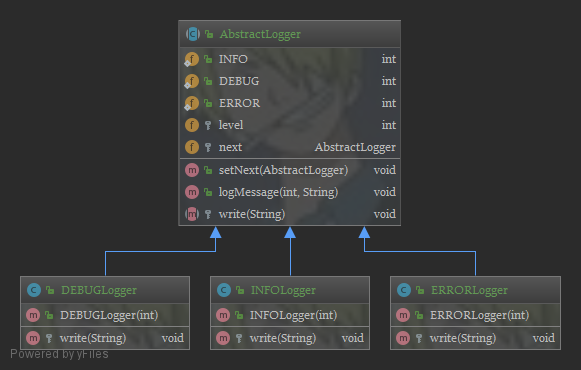 AbstractLogger
INFO int
DEBUG int
ERROR int
level int
next AbstractLogger
setNext(AbstractLogger) void
logMessage(int, String) void
write(String) void
DEBUGLogger
DEBUGLogger(int)
write(String) void
INFOLogger
INFOLogger(int)
write(String) void
ERRORLogger
ERRORLogger(int)
write(String) void
Powered by yFiles